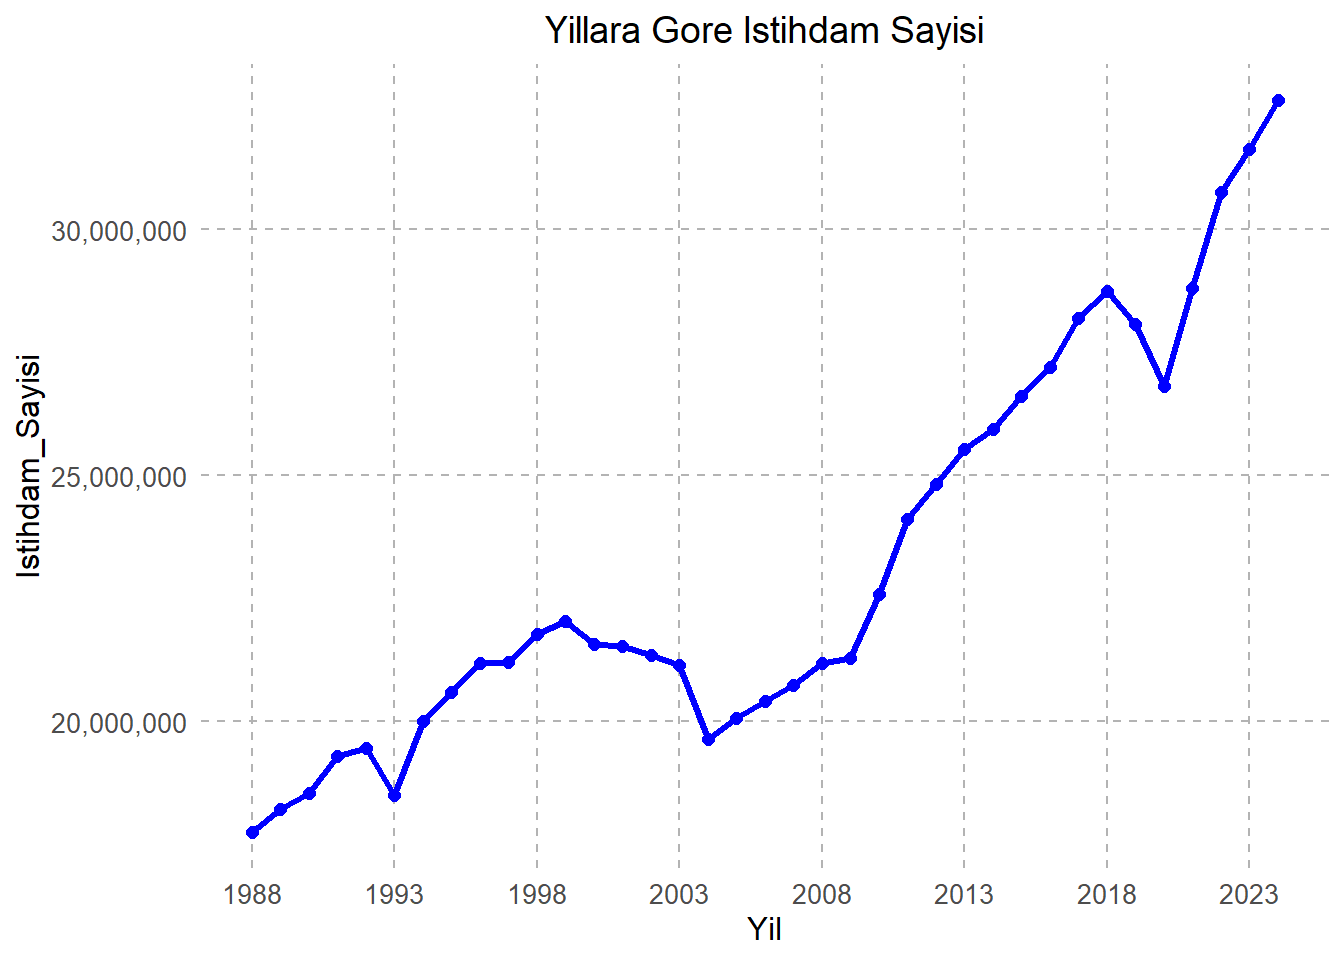 Yillara Gore Istihdam Sayisi
Istihdam_Sayisi
30,000,000
25,000,000
20,000,000
1988 1993 1998 2003 2008 2013 2018 2023
Yil